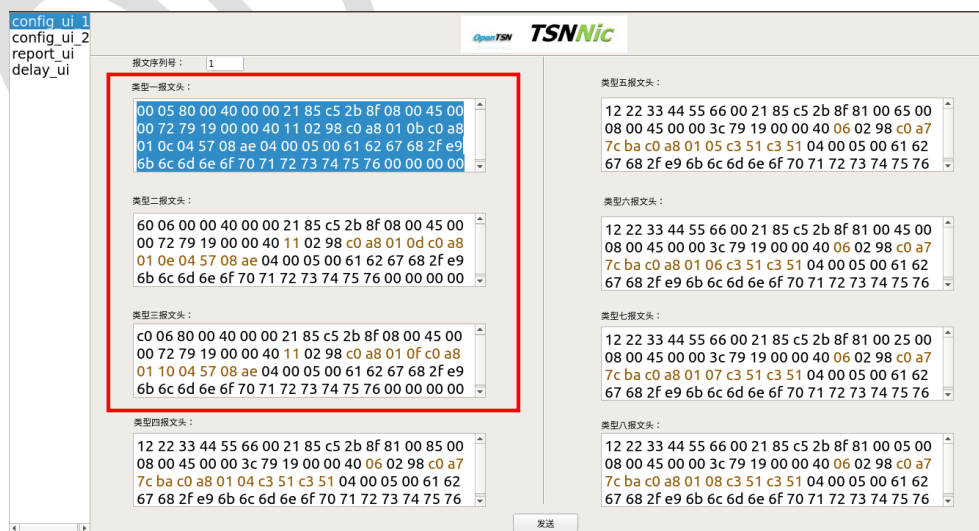 config_ui_1
config_ui_2
report_ui
delay_ui
OpenTSN TSNNic
报文序列号： 1
类型一报文头：
00 05 80 00 40 00 00 21 85 c5 2b 8f 08 00 45 00
00 72 79 19 00 00 40 11 02 98 c0 a8 01 0b c0 a8
01 0c 04 57 08 ae 04 00 05 00 61 62 67 68 2f e9
6b 6c 6d 6e 6f 70 71 72 73 74 75 76 00 00 00 00
类型二报文头：
60 06 00 00 40 00 00 21 85 c5 2b 8f 08 00 45 00
00 72 79 19 00 00 40 11 02 98 c0 a8 01 0d c0 a8
01 0e 04 57 08 ae 04 00 05 00 61 62 67 68 2f e9
6b 6c 6d 6e 6f 70 71 72 73 74 75 76 00 00 00 00
类型三报文头：
c0 06 80 00 40 00 00 21 85 c5 2b 8f 08 00 45 00
00 72 79 19 00 00 40 11 02 98 c0 a8 01 0f c0 a8
01 10 04 57 08 ae 04 00 05 00 61 62 67 68 2f e9
6b 6c 6d 6e 6f 70 71 72 73 74 75 76 00 00 00 00
类型四报文头：
12 22 33 44 55 66 00 21 85 c5 2b 8f 81 00 85 00
08 00 45 00 00 3c 79 19 00 00 40 06 02 98 c0 a7
7c ba c0 a8 01 04 c3 51 c3 51 04 00 05 00 61 62
67 68 2f e9 6b 6c 6d 6e 6f 70 71 72 73 74 75 76
类型五报文头：
12 22 33 44 55 66 00 21 85 c5 2b 8f 81 00 65 00
08 00 45 00 00 3c 79 19 00 00 40 06 02 98 c0 a7
7c ba c0 a8 01 05 c3 51 c3 51 04 00 05 00 61 62
67 68 2f e9 6b 6c 6d 6e 6f 70 71 72 73 74 75 76
类型六报文头：
12 22 33 44 55 66 00 21 85 c5 2b 8f 81 00 45 00
08 00 45 00 00 3c 79 19 00 00 40 06 02 98 c0 a7
7c ba c0 a8 01 06 c3 51 c3 51 04 00 05 00 61 62
67 68 2f e9 6b 6c 6d 6e 6f 70 71 72 73 74 75 76
类型七报文头：
12 22 33 44 55 66 00 21 85 c5 2b 8f 81 00 25 00
08 00 45 00 00 3c 79 19 00 00 40 06 02 98 c0 a7
7c ba c0 a8 01 07 c3 51 c3 51 04 00 05 00 61 62
67 68 2f e9 6b 6c 6d 6e 6f 70 71 72 73 74 75 76
类型八报文头：
12 22 33 44 55 66 00 21 85 c5 2b 8f 81 00 05 00
08 00 45 00 00 3c 79 19 00 00 40 06 02 98 c0 a7
7c ba c0 a8 01 08 c3 51 c3 51 04 00 05 00 61 62
67 68 2f e9 6b 6c 6d 6e 6f 70 71 72 73 74 75 76
发送